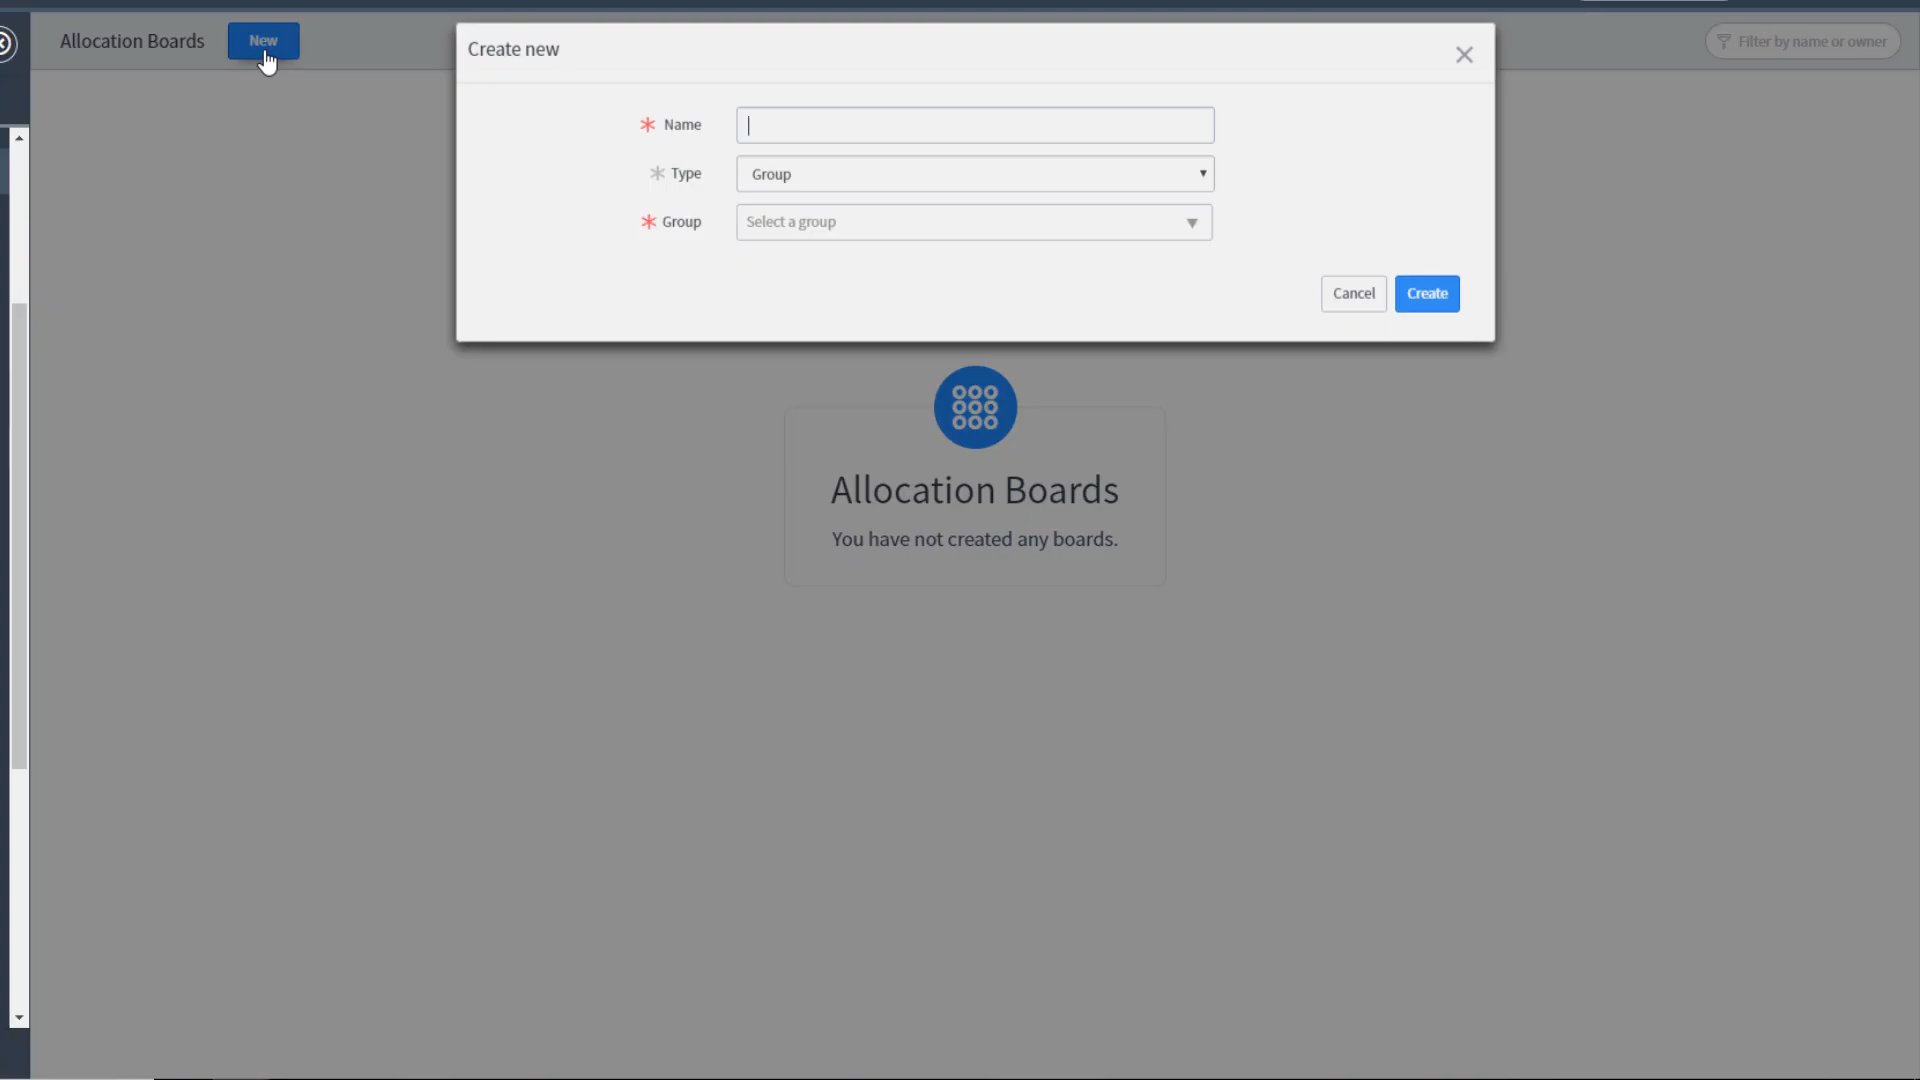 Allocation Boards
New
Filter by name or owner
Create new
Name
Type
Group
Group
Select a group
Cancel
Create
Allocation Boards
You have not created any boards.